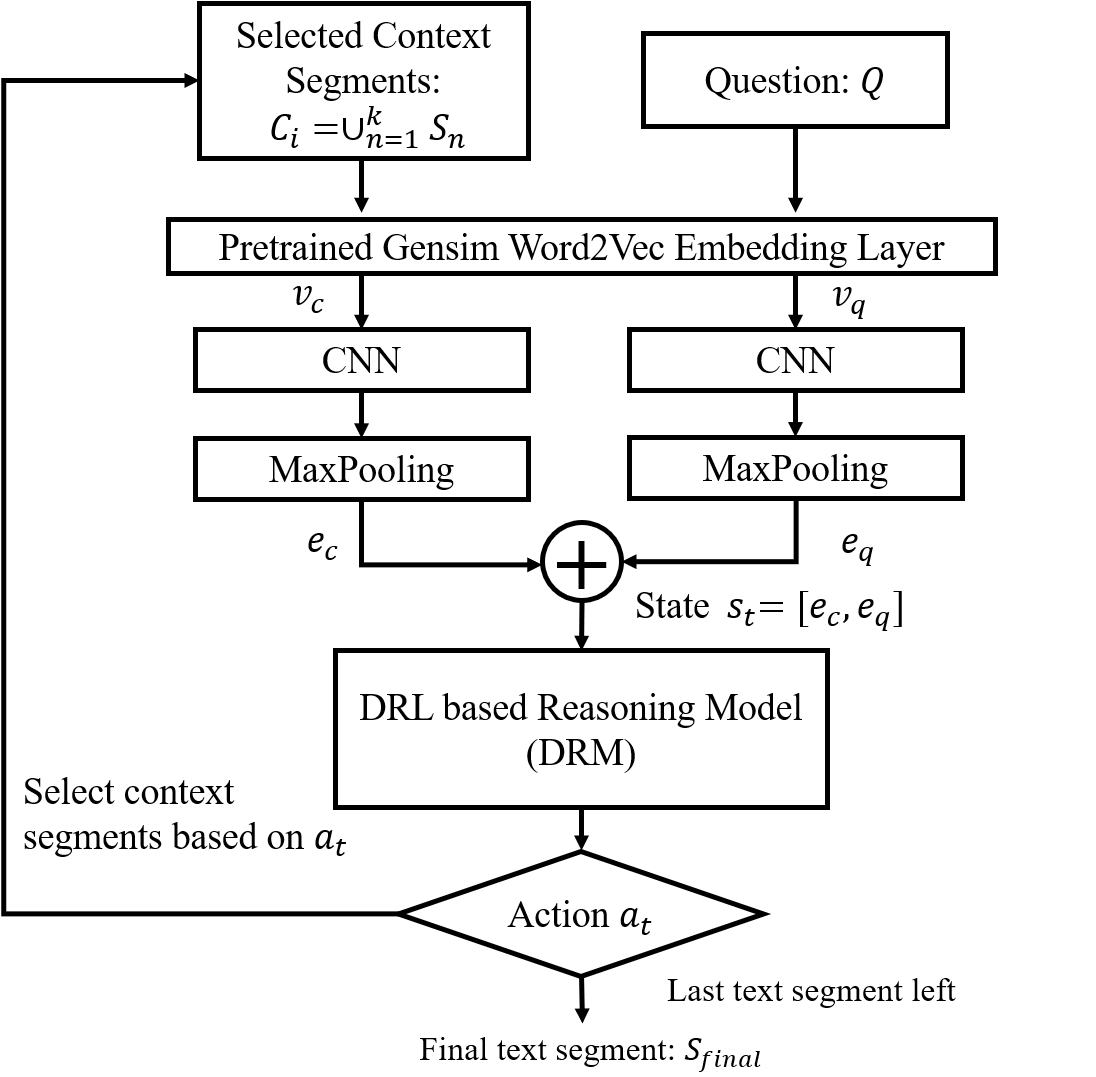 Selected Context
Segments:
$C_i = \cup_{n=1}^{k} S_n$
Question: $Q$
Pretrained Gensim Word2Vec Embedding Layer
$v_c$
$v_q$
CNN
CNN
MaxPooling
MaxPooling
$e_c$
$e_q$
State $s_t = [e_c, e_q]$
DRL based Reasoning Model
(DRM)
Select context
segments based on $a_t$
Action $a_t$
Last text segment left
Final text segment: $S_{final}$